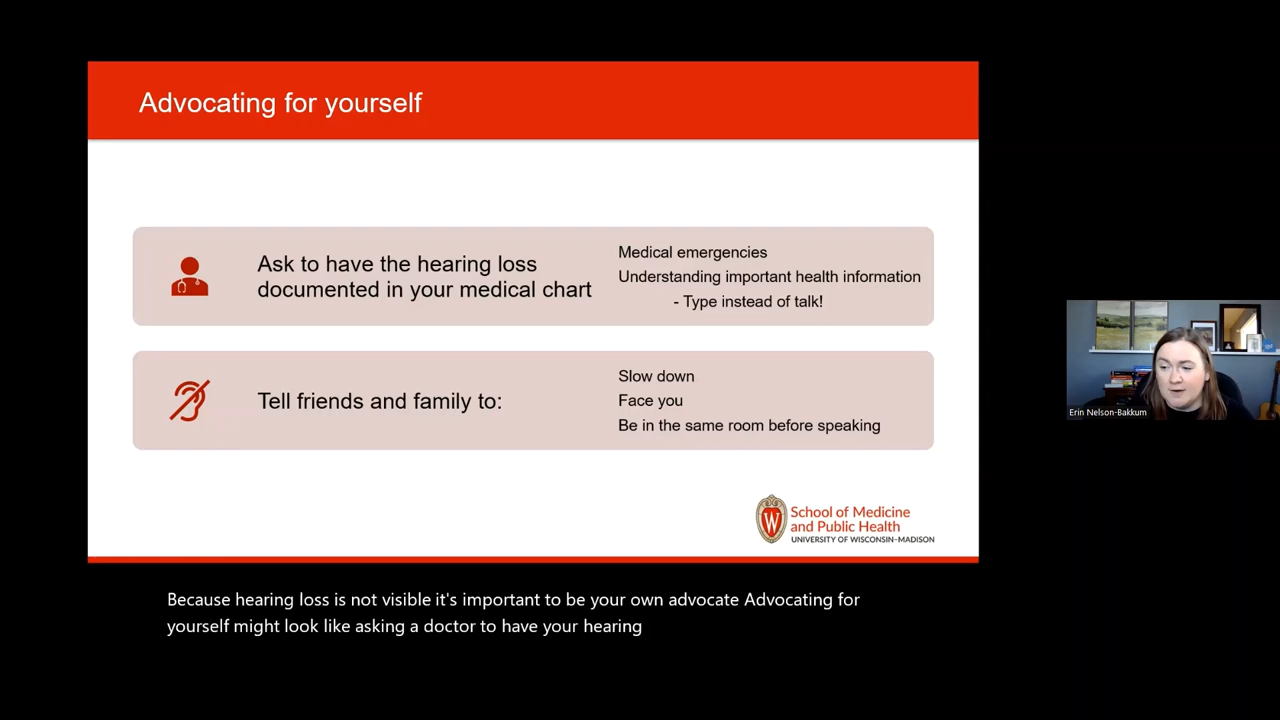 Advocating for yourself
Ask to have the hearing loss
documented in your medical chart
Medical emergencies
Understanding important health information
- Type instead of talk!
Tell friends and family to:
Slow down
Face you
Be in the same room before speaking
W
School of Medicine
and Public Health
UNIVERSITY OF WISCONSIN–MADISON
Erin Nelson-Bakkum
Because hearing loss is not visible it's important to be your own advocate Advocating for
yourself might look like asking a doctor to have your hearing